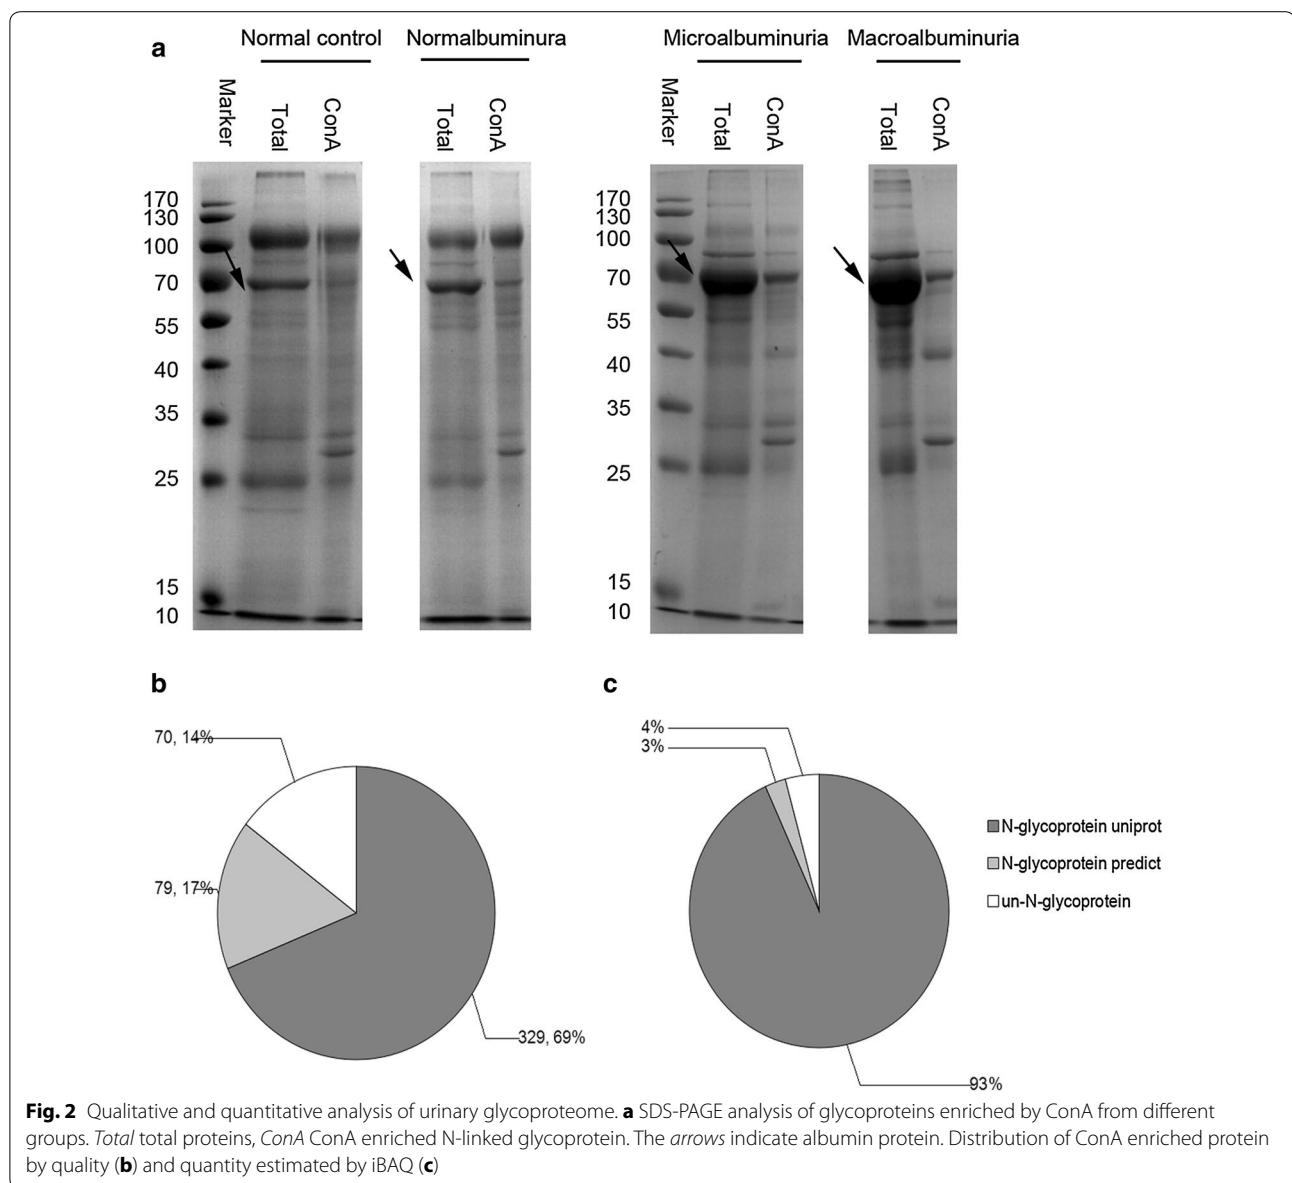 a
Normal control
Normalbuminura
Microalbuminuria
Macroalbuminuria
Marker
Total
ConA
Total
ConA
Marker
Total
ConA
Total
ConA
170
130
100
70
55
40
35
25
15
10
170
130
100
70
55
40
35
25
15
10
b
70, 14%
79, 17%
329, 69%
c
4%
3%
93%
N-glycoprotein uniprot
N-glycoprotein predict
un-N-glycoprotein
Fig. 2 Qualitative and quantitative analysis of urinary glycoproteome. a SDS-PAGE analysis of glycoproteins enriched by ConA from different
groups. Total total proteins, ConA ConA enriched N-linked glycoprotein. The arrows indicate albumin protein. Distribution of ConA enriched protein
by quality (b) and quantity estimated by iBAQ (c)